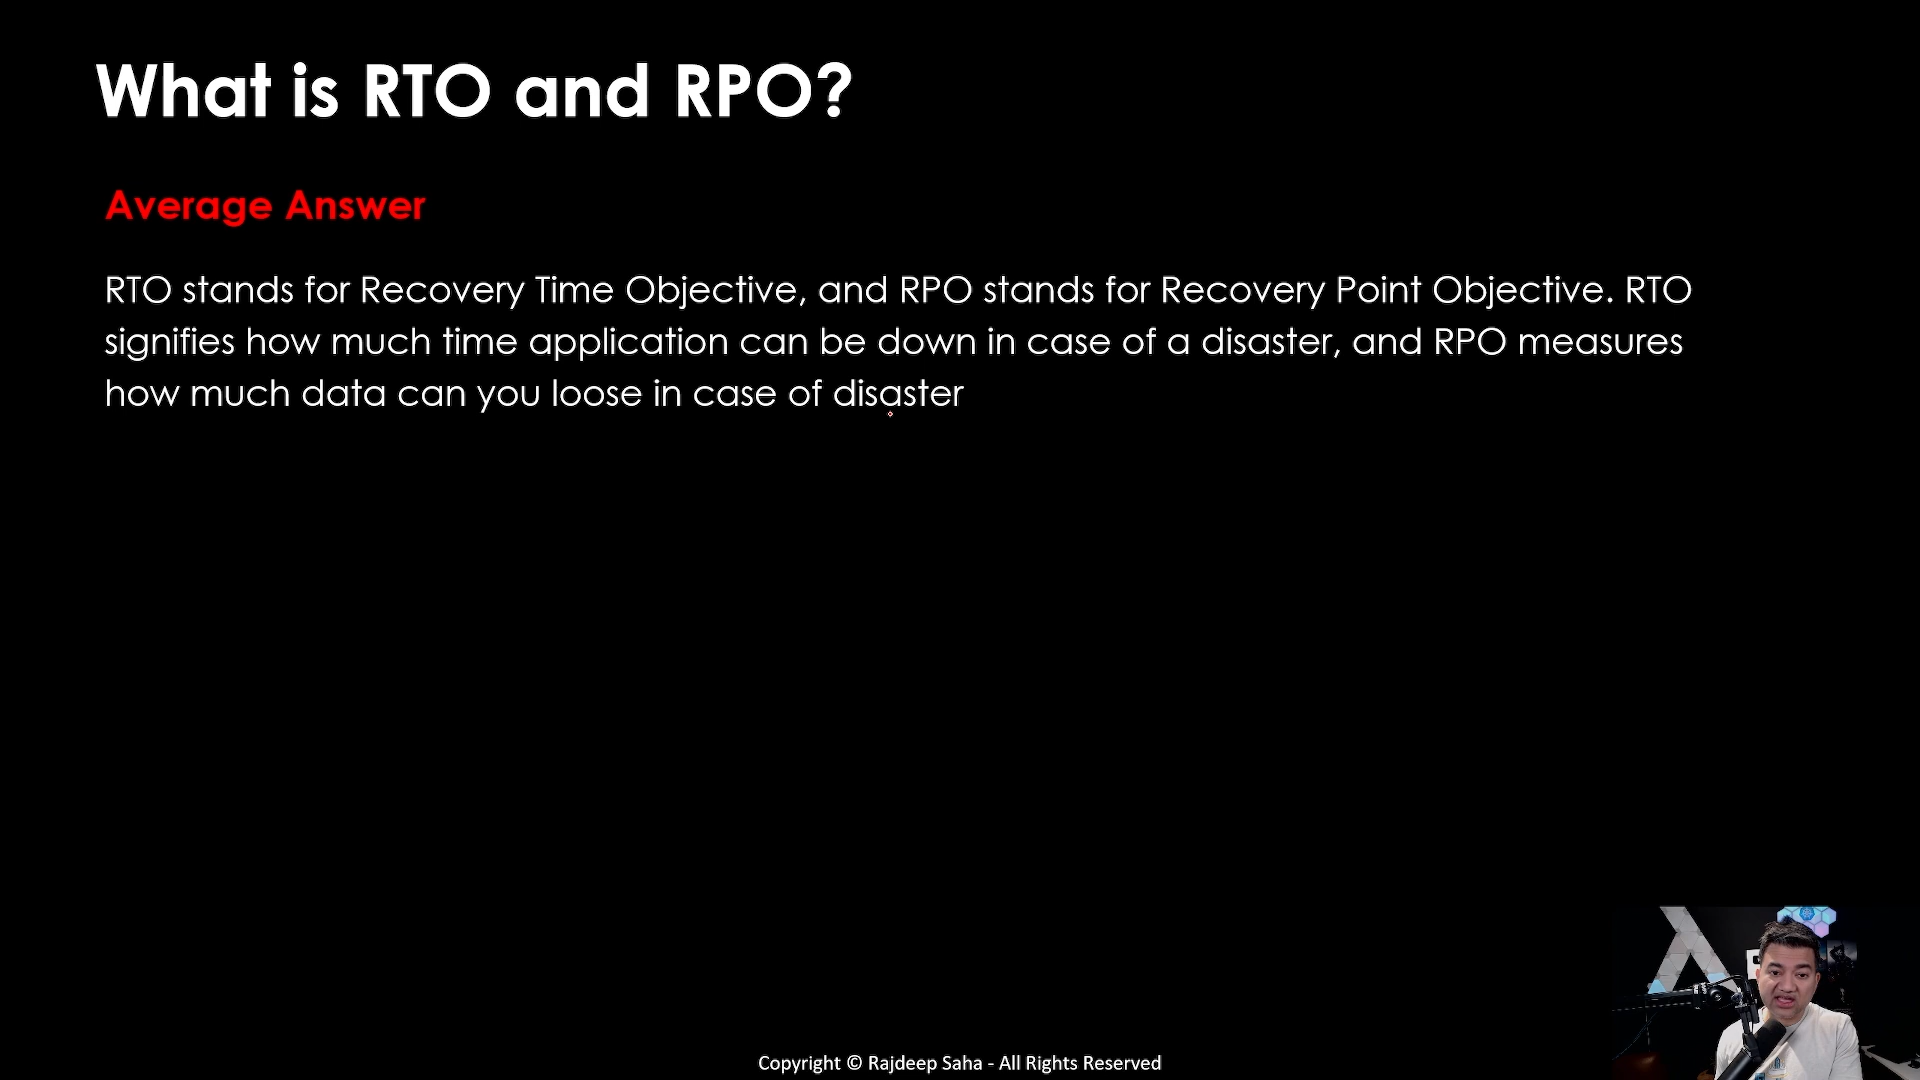 What is RTO and RPO?
Average Answer
RTO stands for Recovery Time Objective, and RPO stands for Recovery Point Objective. RTO
signifies how much time application can be down in case of a disaster, and RPO measures
how much data can you loose in case of disaster
Copyright © Rajdeep Saha - All Rights Reserved